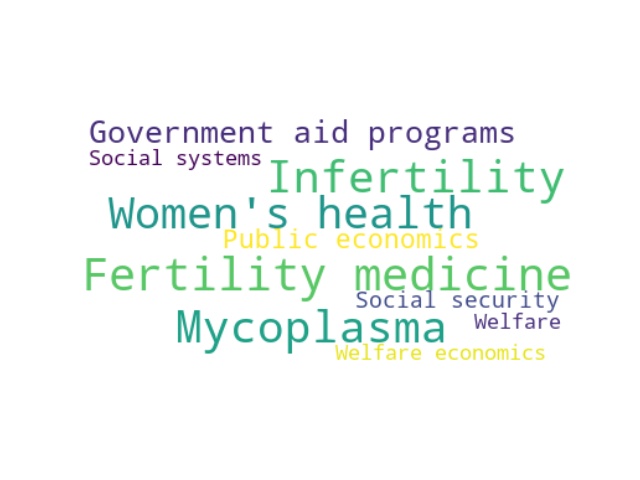 Government aid programs
Social systems
Infertility
Women's health
Public economics
Fertility medicine
Social security
Mycoplasma
Welfare
Welfare economics